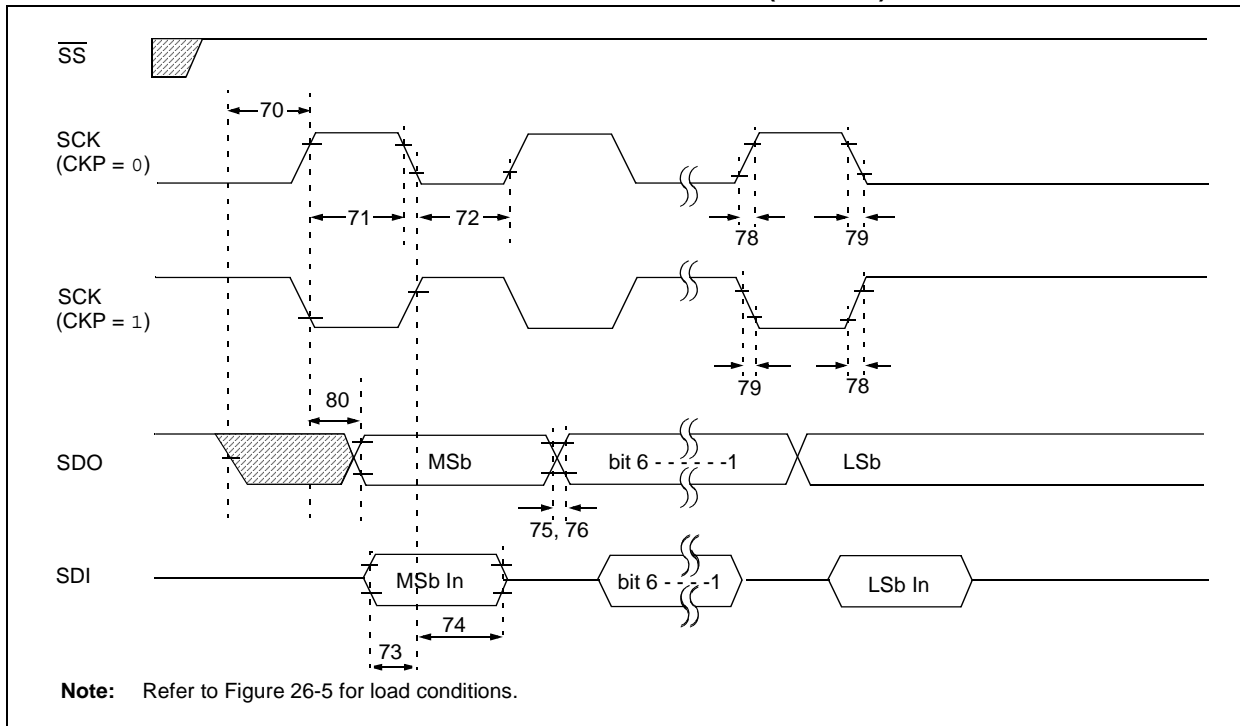 SS
70
SCK
(CKP = 0)
71
72
78
79
SCK
(CKP = 1)
79
78
80
SDO
MSb
bit 6 - - - - - -1
LSb
75, 76
SDI
MSb In
bit 6 - - - - -1
LSb In
74
73
Note: Refer to Figure 26-5 for load conditions.